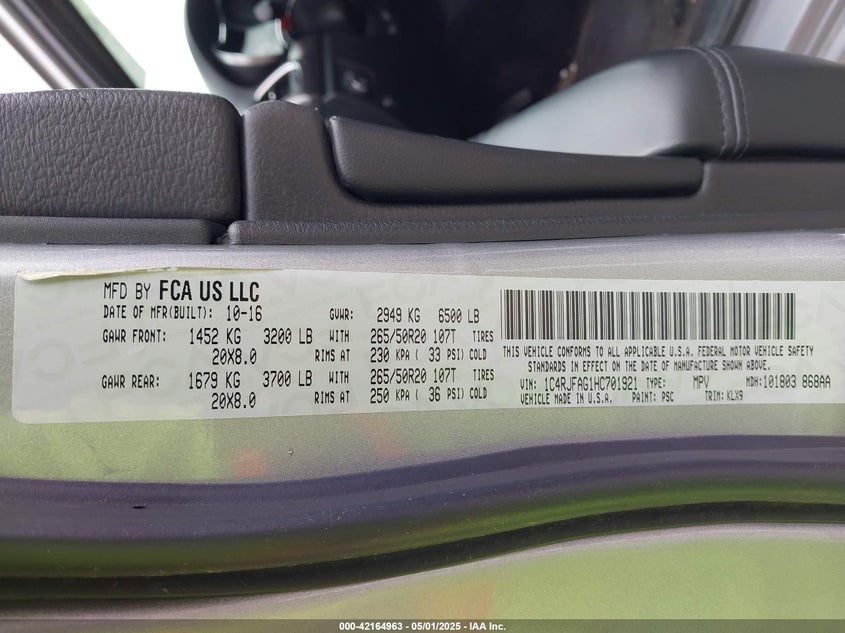 MFD BY FCA US LLC
DATE OF MFR(BUILT): 10-16 GVWR: 2949 KG 6500 LB
GAWR FRONT: 1452 KG 3200 LB WITH 265/50R20 107T TIRES
20X8.0 RIMS AT 230 KPA ( 33 PSI) COLD
GAWR REAR: 1679 KG 3700 LB WITH 265/50R20 107T TIRES
20X8.0 RIMS AT 250 KPA ( 36 PSI) COLD
THIS VEHICLE CONFORMS TO ALL APPLICABLE U.S.A. FEDERAL MOTOR VEHICLE SAFETY
STANDARDS IN EFFECT ON THE DATE OF MANUFACTURE SHOWN ABOVE.
VIN: 1C4RJFAG1HC701921 TYPE: MPV MDH: 101803 868AA
VEHICLE MADE IN U.S.A. PAINT: PSC TRIM: KLX9
000-42164963 - 05/01/2025 - IAA Inc.